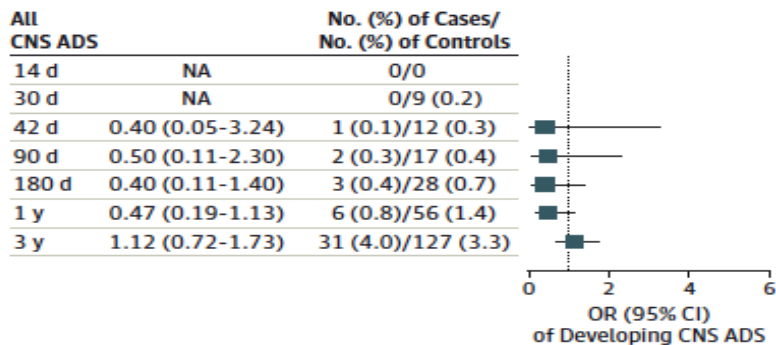 All No. (%) of Cases/
CNS ADS No. (%) of Controls
14 d NA 0/0
30 d NA 0/9 (0.2)
42 d 0.40 (0.05-3.24) 1 (0.1)/12 (0.3)
90 d 0.50 (0.11-2.30) 2 (0.3)/17 (0.4)
180 d 0.40 (0.11-1.40) 3 (0.4)/28 (0.7)
1 y 0.47 (0.19-1.13) 6 (0.8)/56 (1.4)
3 y 1.12 (0.72-1.73) 31 (4.0)/127 (3.3)
0 2 4 6
OR (95% CI)
of Developing CNS ADS